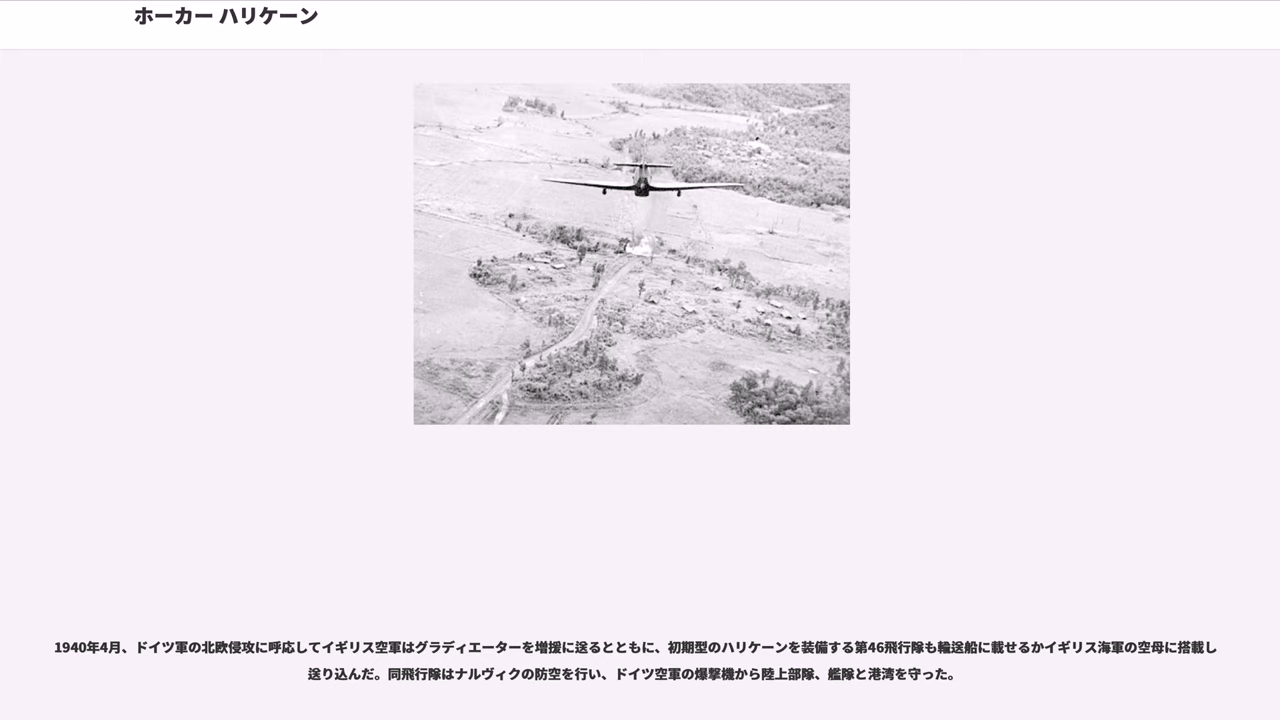 ホーカー ハリケーン
1940年4月、ドイツ軍の北欧侵攻に呼応してイギリス空軍はグラディエーターを増援に送るとともに、初期型のハリケーンを装備する第46飛行隊も輪送船に載せるかイギリス海軍の空母に搭載し
送り込んだ。同飛行隊はナルヴィクの防空を行い、ドイツ空軍の爆撃機から陸上部隊、艦隊と港湾を守った。